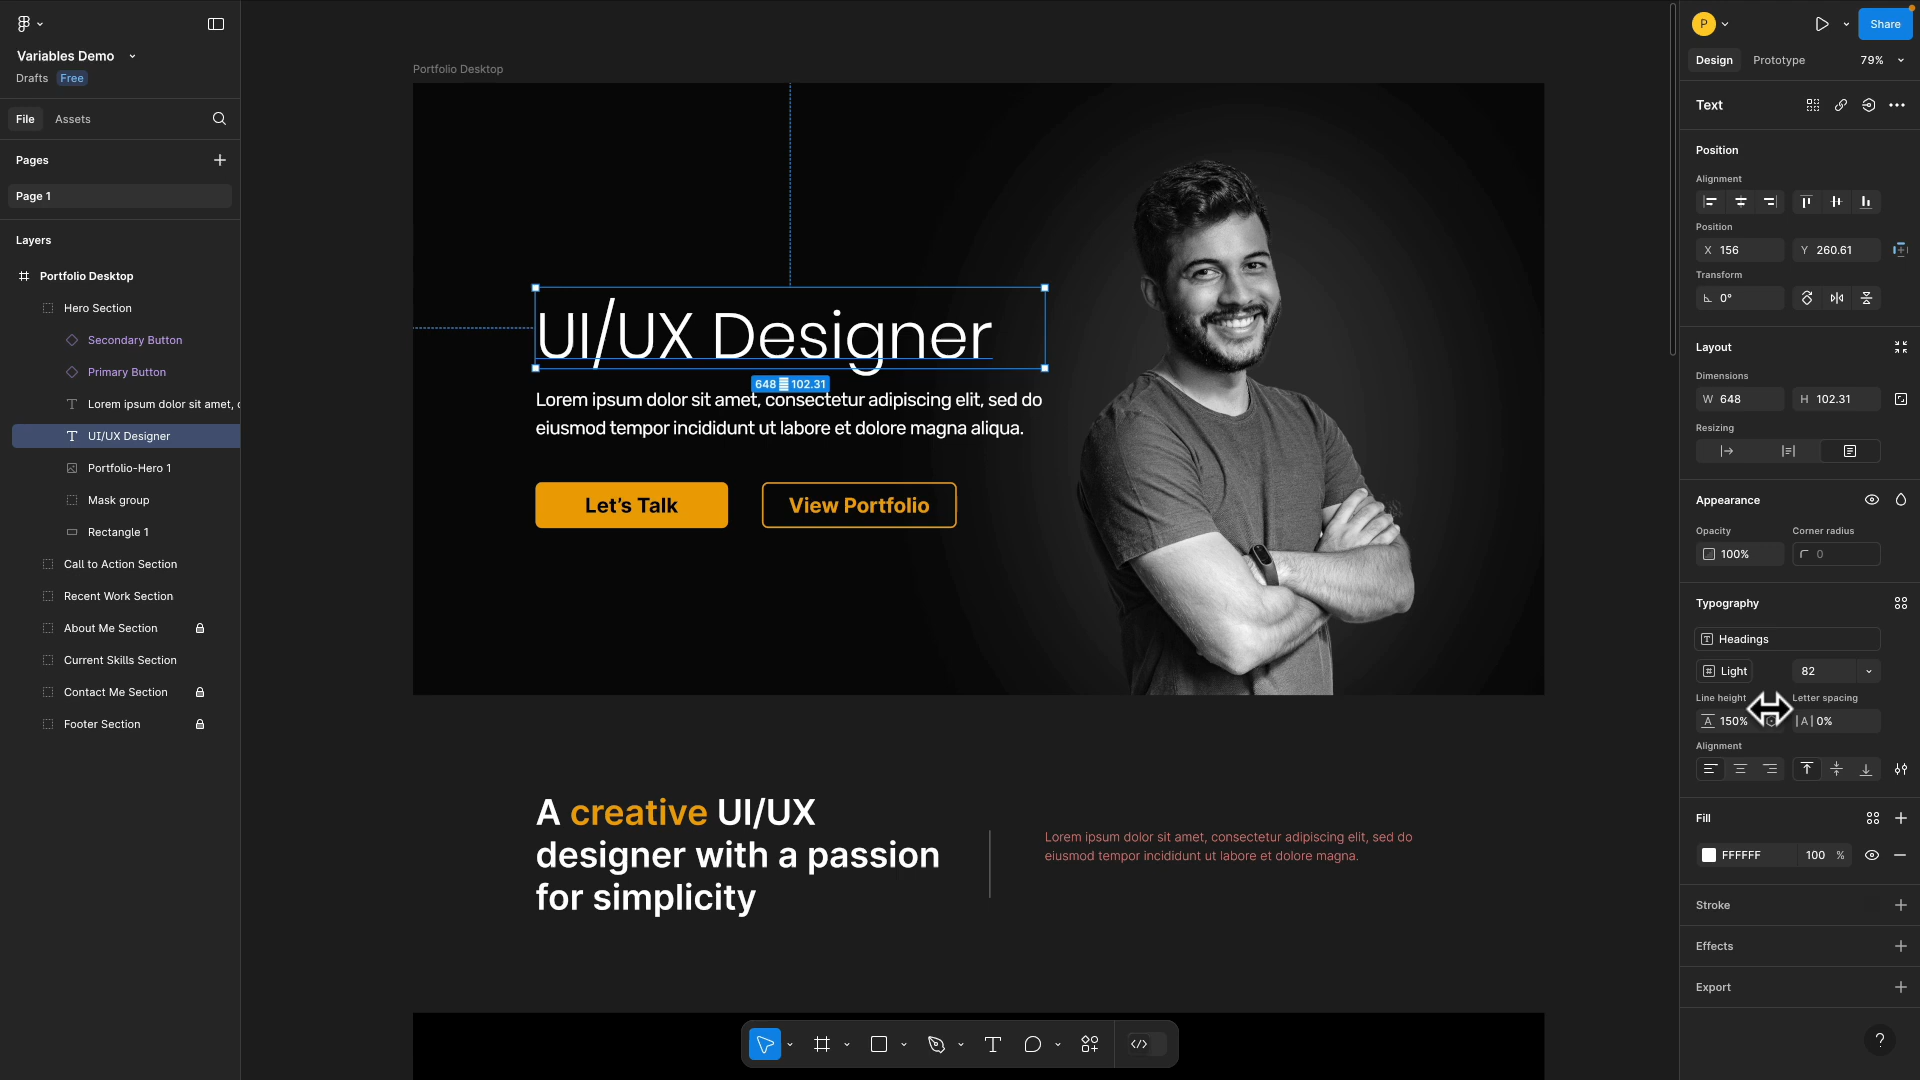 Variables Demo
Drafts Free
File Assets
Pages
Page 1
Layers
Portfolio Desktop
Hero Section
Secondary Button
Primary Button
Lorem ipsum dolor sit amet, c
UI/UX Designer
Portfolio-Hero 1
Mask group
Rectangle 1
Call to Action Section
Recent Work Section
About Me Section
Current Skills Section
Contact Me Section
Footer Section
Portfolio Desktop
UI/UX Designer
648 102.31
Lorem ipsum dolor sit amet, consectetur adipiscing elit, sed do
eiusmod tempor incididunt ut labore et dolore magna aliqua.
Let's Talk View Portfolio
A creative UI/UX
designer with a passion
for simplicity
Lorem ipsum dolor sit amet, consectetur adipiscing elit, sed do
eiusmod tempor incididunt ut labore et dolore magna.
P Share
Design Prototype 79%
Text
Position
Alignment
Position
X 156 Y 260.61
Transform
0°
Layout
Dimensions
W 648 H 102.31
Resizing
Appearance
Opacity Corner radius
100% 0
Typography
Headings
Light 82
Line height Letter spacing
150% |A| 0%
Alignment
Fill
FFFFFF 100 %
Stroke
Effects
Export
?